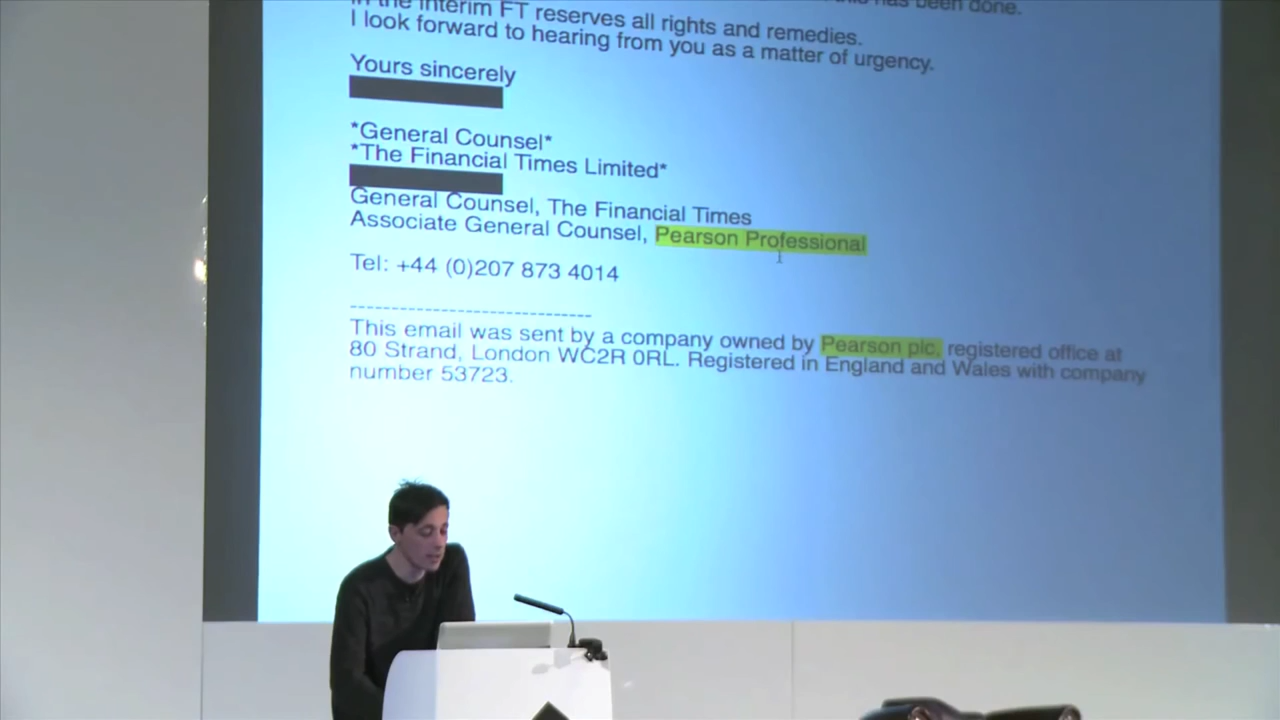 been done.
In the interim FT reserves all rights and remedies.
I look forward to hearing from you as a matter of urgency.
Yours sincerely
*General Counsel*
*The Financial Times Limited*
General Counsel, The Financial Times
Associate General Counsel, Pearson Professional
Tel: +44 (0)207 873 4014
----------------------------
This email was sent by a company owned by Pearson plc, registered office at
80 Strand, London WC2R 0RL. Registered in England and Wales with company
number 53723.